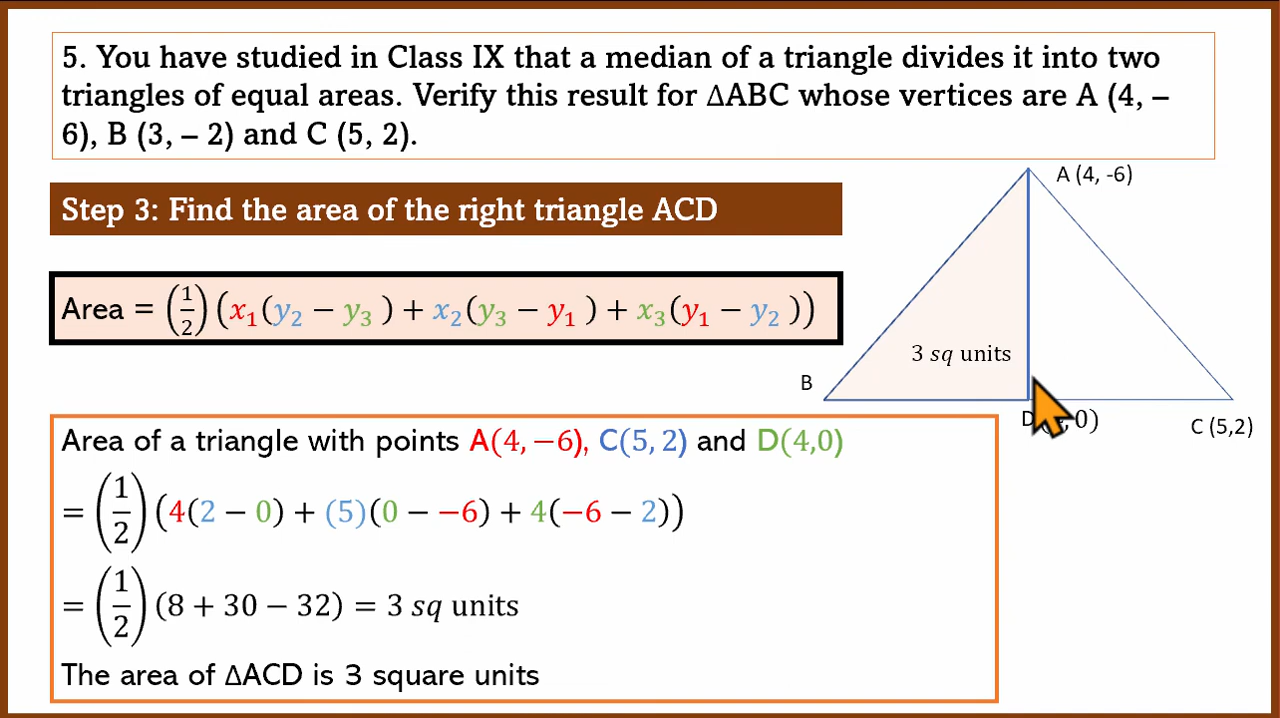 5. You have studied in Class IX that a median of a triangle divides it into two
triangles of equal areas. Verify this result for ΔABC whose vertices are A (4, –
6), B (3, – 2) and C (5, 2).
A (4, -6)
Step 3: Find the area of the right triangle ACD
Area = (1/2)(x₁(y₂ − y₃ ) + x₂(y₃ − y₁ ) + x₃(y₁ − y₂ ))
3 sq units
B
D 0)
C (5,2)
Area of a triangle with points A(4, −6), C(5, 2) and D(4,0)
= (1/2)(4(2 − 0) + (5)(0 − −6) + 4(−6 − 2))
= (1/2)(8 + 30 − 32) = 3 sq units
The area of ΔACD is 3 square units